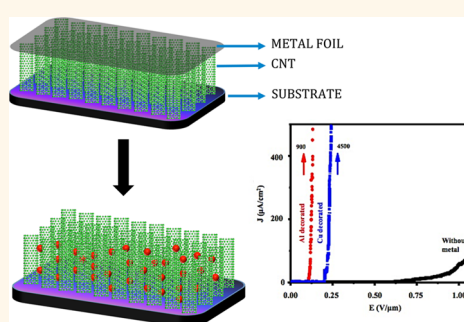 METAL FOIL
CNT
SUBSTRATE
400
200
0
J (μA/cm²)
900
4500
Al decorated
Cu decorated
Without
metal
0.00
0.25
0.50
0.75
1.00
E (V/μm)